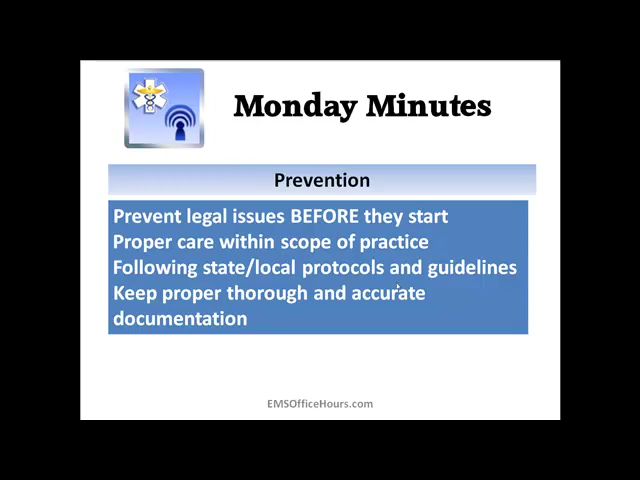 Monday Minutes
Prevention
Prevent legal issues BEFORE they start
Proper care within scope of practice
Following state/local protocols and guidelines
Keep proper thorough and accurate
documentation
EMSOfficeHours.com